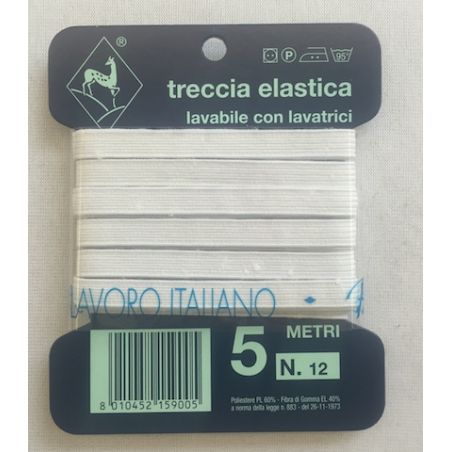 ®
P 95°
treccia elastica
lavabile con lavatrici
LAVORO ITALIANO
5 METRI
N. 12
8 010452 159005
Poliestere PL 60% - Fibra di Gomma EL 40%
a norma della legge n. 883 - del 26-11-1973